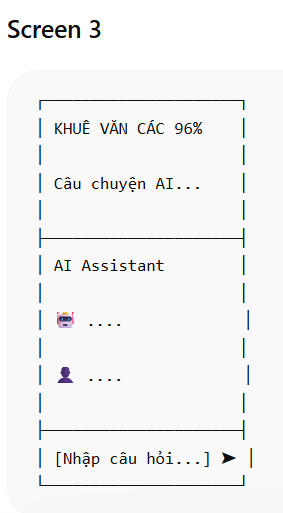 Screen 3
KHUÊ VĂN CÁC 96%
Câu chuyện AI...
AI Assistant
🤖 ....
👤 ....
[Nhập câu hỏi...] ➤